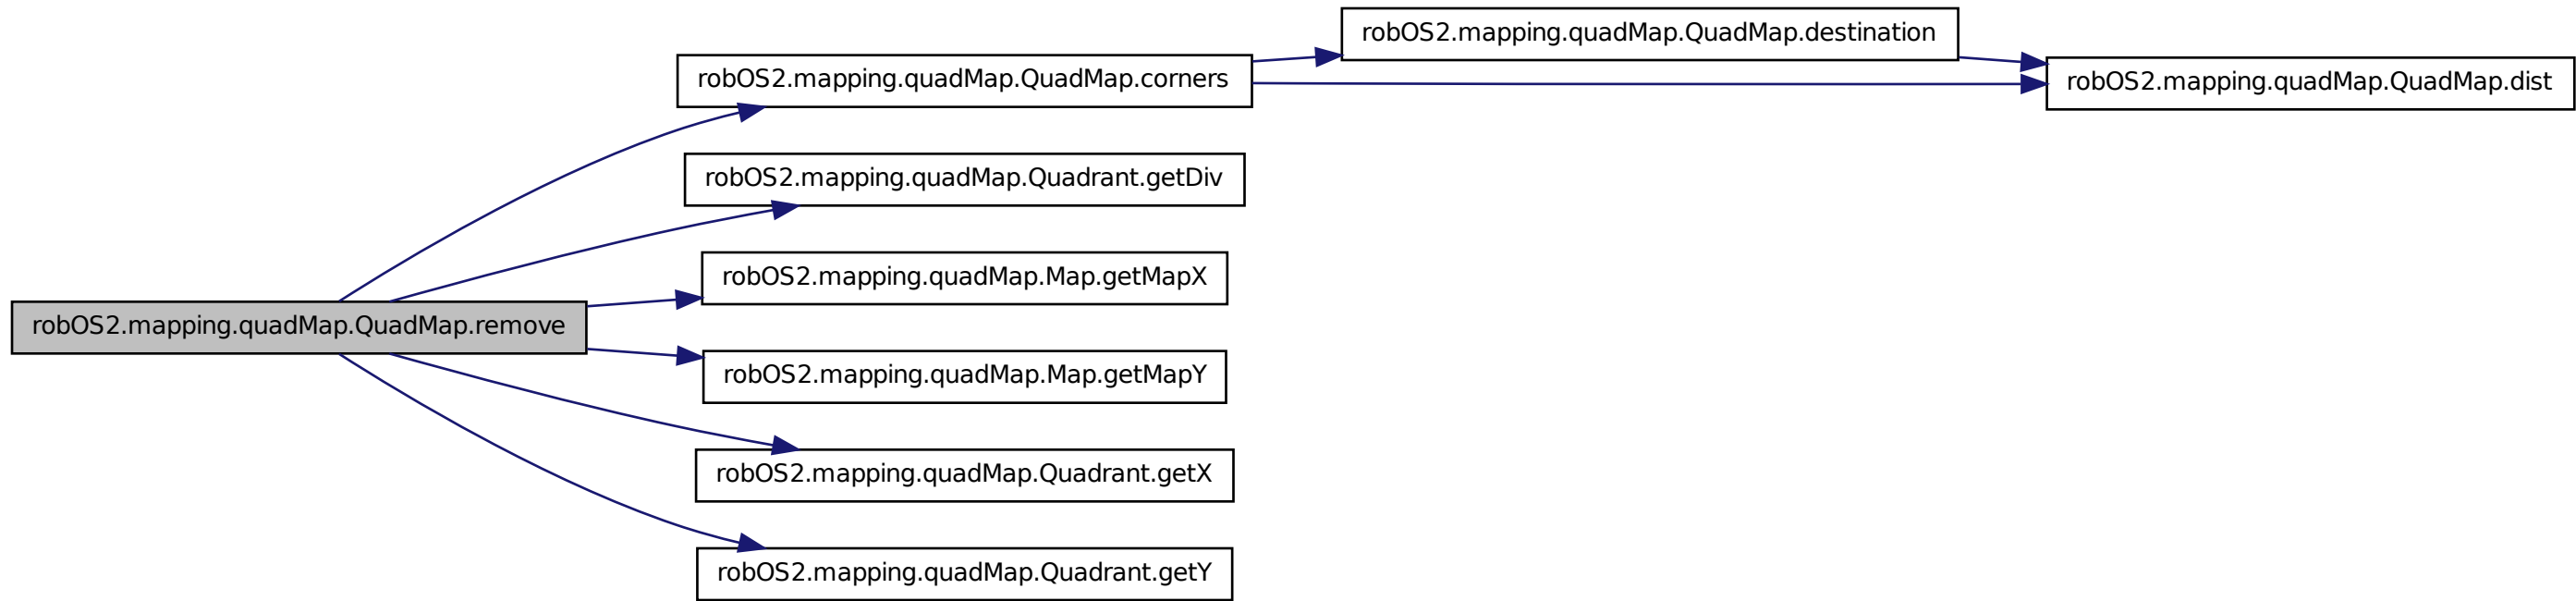 robOS2.mapping.quadMap.QuadMap.remove
robOS2.mapping.quadMap.QuadMap.corners
robOS2.mapping.quadMap.QuadMap.destination
robOS2.mapping.quadMap.QuadMap.dist
robOS2.mapping.quadMap.Quadrant.getDiv
robOS2.mapping.quadMap.Map.getMapX
robOS2.mapping.quadMap.Map.getMapY
robOS2.mapping.quadMap.Quadrant.getX
robOS2.mapping.quadMap.Quadrant.getY